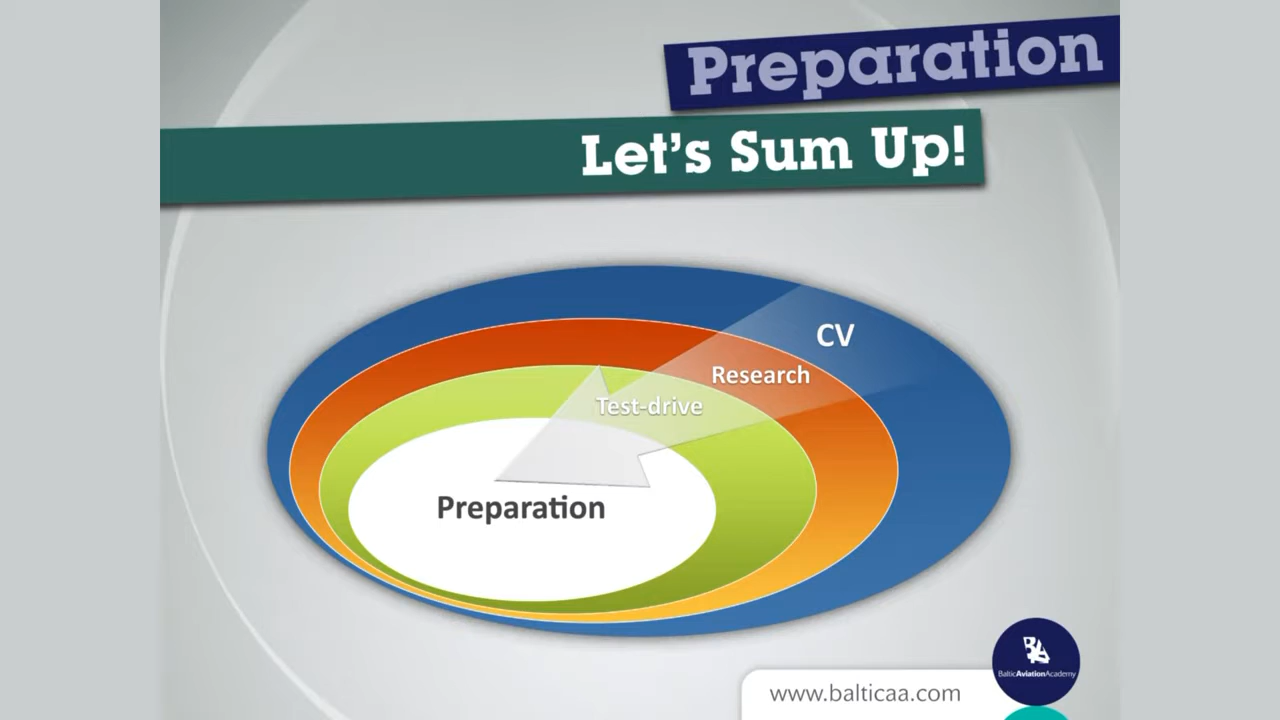 Preparation
Let's Sum Up!
CV
Research
Test-drive
Preparation
www.balticaa.com
BalticAviationAcademy